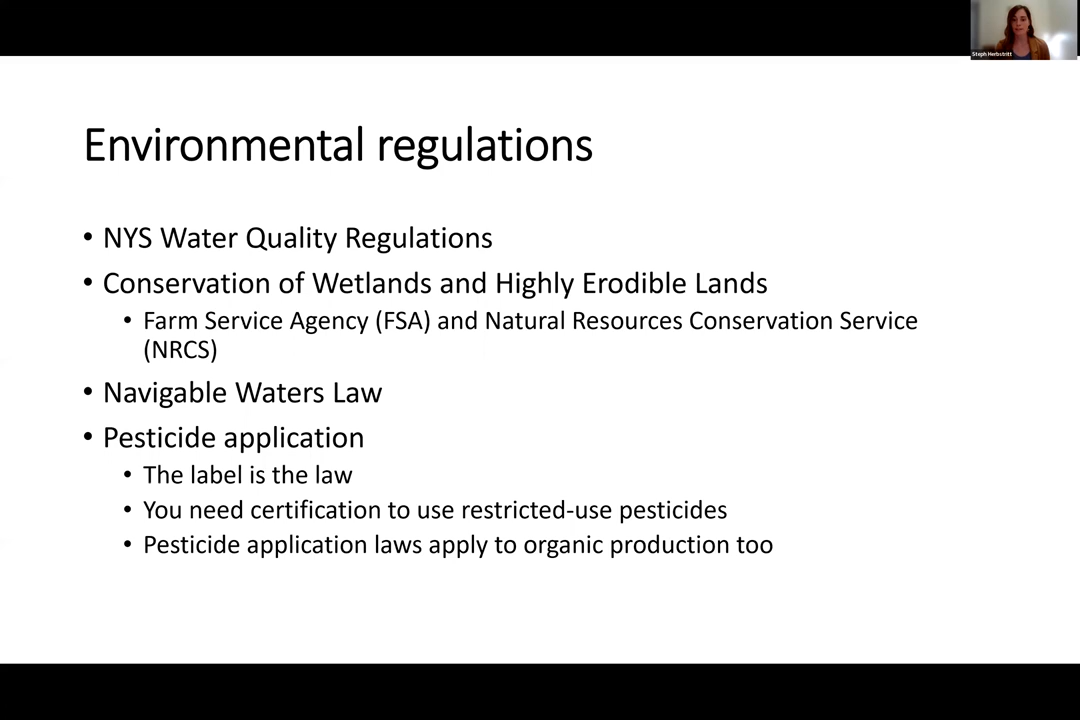 Steph Herbstritt
Environmental regulations
• NYS Water Quality Regulations
• Conservation of Wetlands and Highly Erodible Lands
• Farm Service Agency (FSA) and Natural Resources Conservation Service
(NRCS)
• Navigable Waters Law
• Pesticide application
• The label is the law
• You need certification to use restricted-use pesticides
• Pesticide application laws apply to organic production too